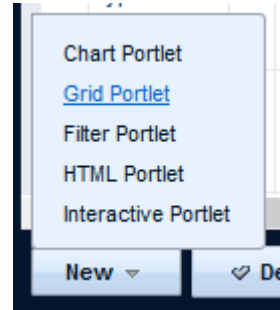 Chart Portlet
Grid Portlet
Filter Portlet
HTML Portlet
Interactive Portlet
New
De